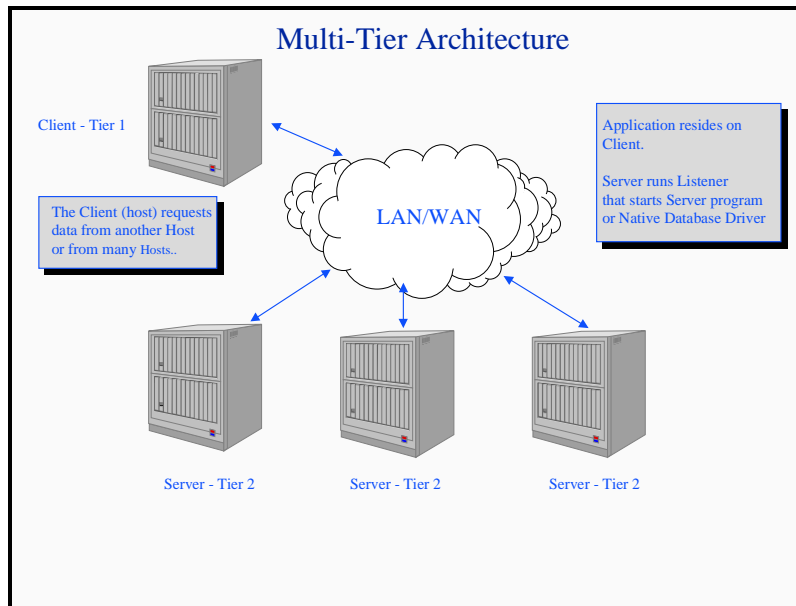 Multi-Tier Architecture
Client - Tier 1
Application resides on
Client.
Server runs Listener
that starts Server program
or Native Database Driver
The Client (host) requests
data from another Host
or from many Hosts..
LAN/WAN
Server - Tier 2
Server - Tier 2
Server - Tier 2